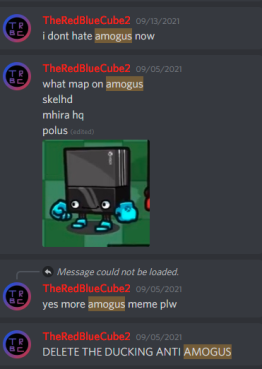 TheRedBlueCube2 09/13/2021
i dont hate amogus now
TheRedBlueCube2 09/05/2021
what map on amogus
skelhd
mhira hq
polus (edited)
Message could not be loaded.
TheRedBlueCube2 09/05/2021
yes more amogus meme plw
TheRedBlueCube2 09/05/2021
DELETE THE DUCKING ANTI AMOGUS